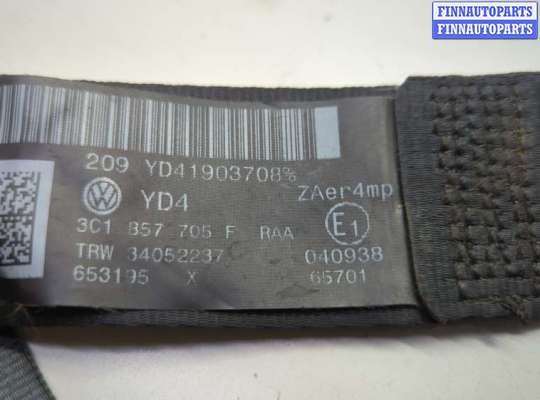 FINNAUTOPARTS
FINNAUTOPARTS
209 YD41903708%
YD4 ZAer4mp
3C1 857 705 F RAA E1
TRW 34052237 040938
653195 X 65701